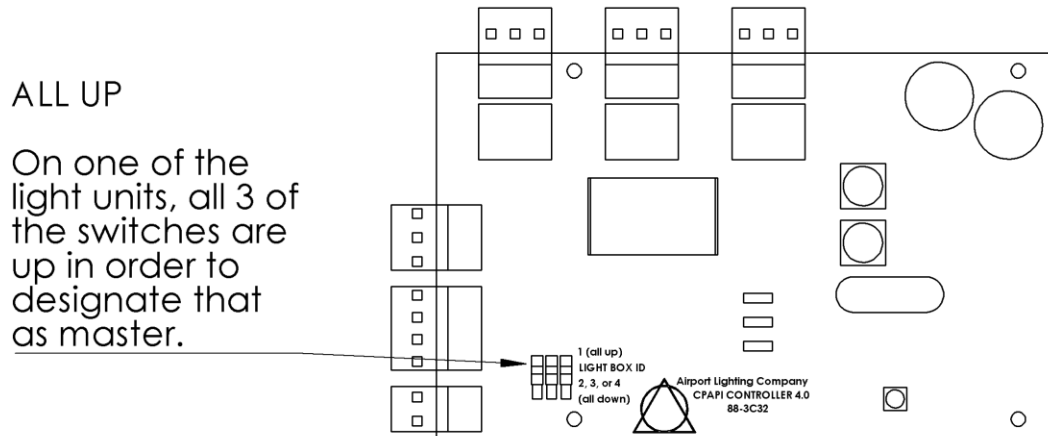 ALL UP
On one of the
light units, all 3 of
the switches are
up in order to
designate that
as master.
1 (all up)
LIGHT BOX ID
2, 3, or 4
(all down)
Airport Lighting Company
CPAPI CONTROLLER 4.0
88-3C32